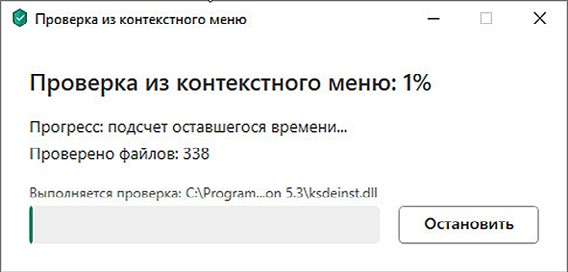 Проверка из контекстного меню
Проверка из контекстного меню: 1%
Прогресс: подсчет оставшегося времени...
Проверено файлов: 338
Выполняется проверка: C:\Program...on 5.3\ksdeinst.dll
Остановить